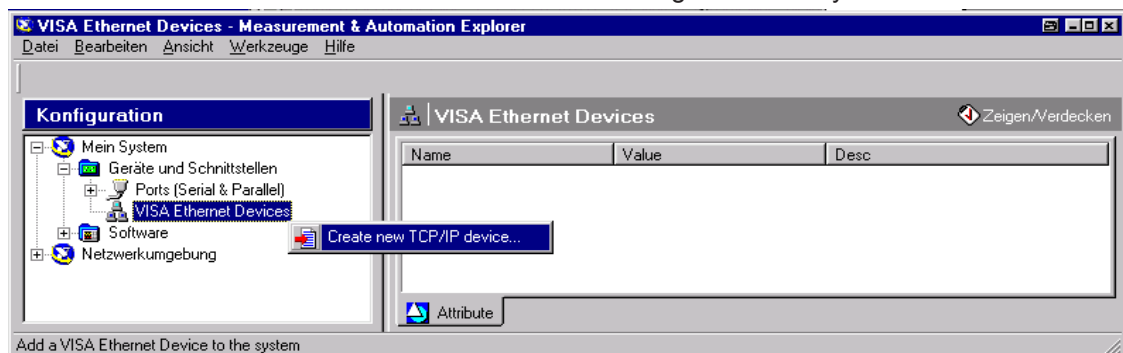 VISA Ethernet Devices - Measurement & Automation Explorer
Datei Bearbeiten Ansicht Werkzeuge Hilfe
Konfiguration
VISA Ethernet Devices
Zeigen/Verdecken
Mein System
Geräte und Schnittstellen
Ports (Serial & Parallel)
VISA Ethernet Devices
Software
Netzwerkumgebung
Create new TCP/IP device...
Name Value Desc
Attribute
Add a VISA Ethernet Device to the system